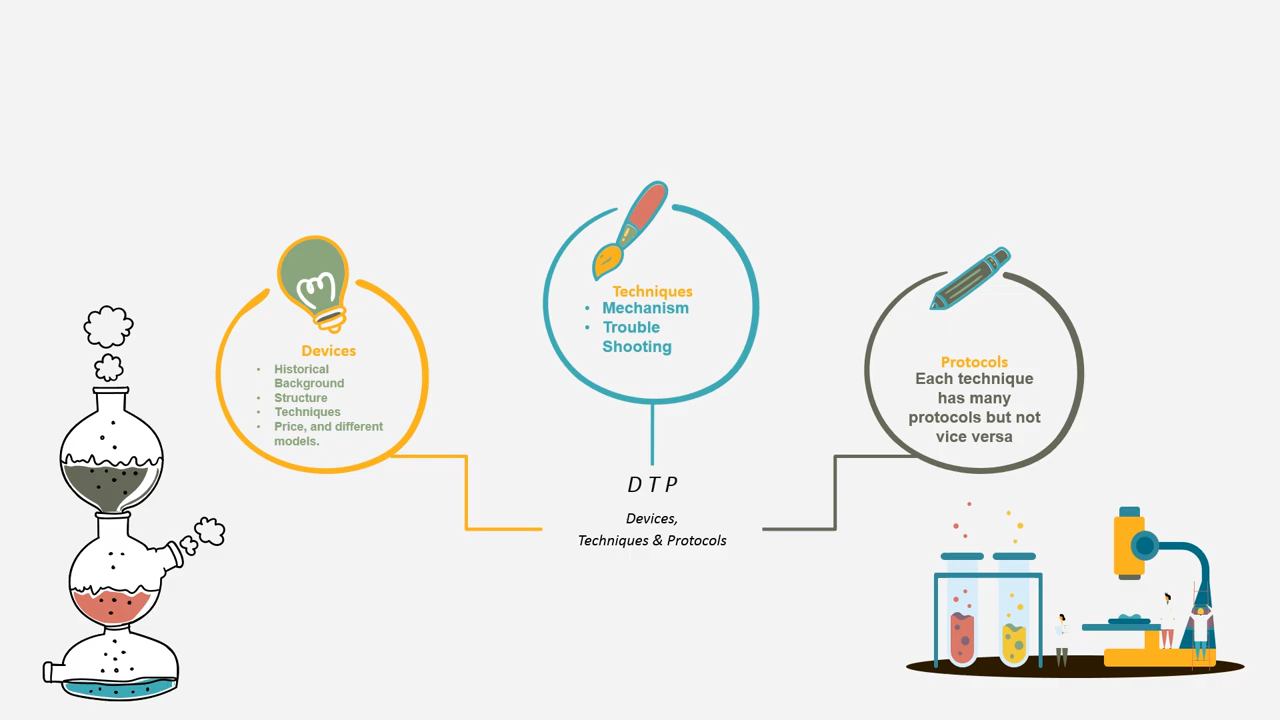 Devices
• Historical
Background
• Structure
• Techniques
• Price, and different
models.
Techniques
• Mechanism
• Trouble
Shooting
Protocols
Each technique
has many
protocols but not
vice versa
D T P
Devices,
Techniques & Protocols